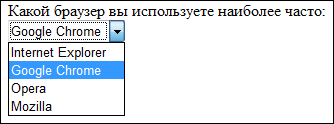 Какой браузер вы используете наиболее часто:
Google Chrome
Internet Explorer
Google Chrome
Opera
Mozilla